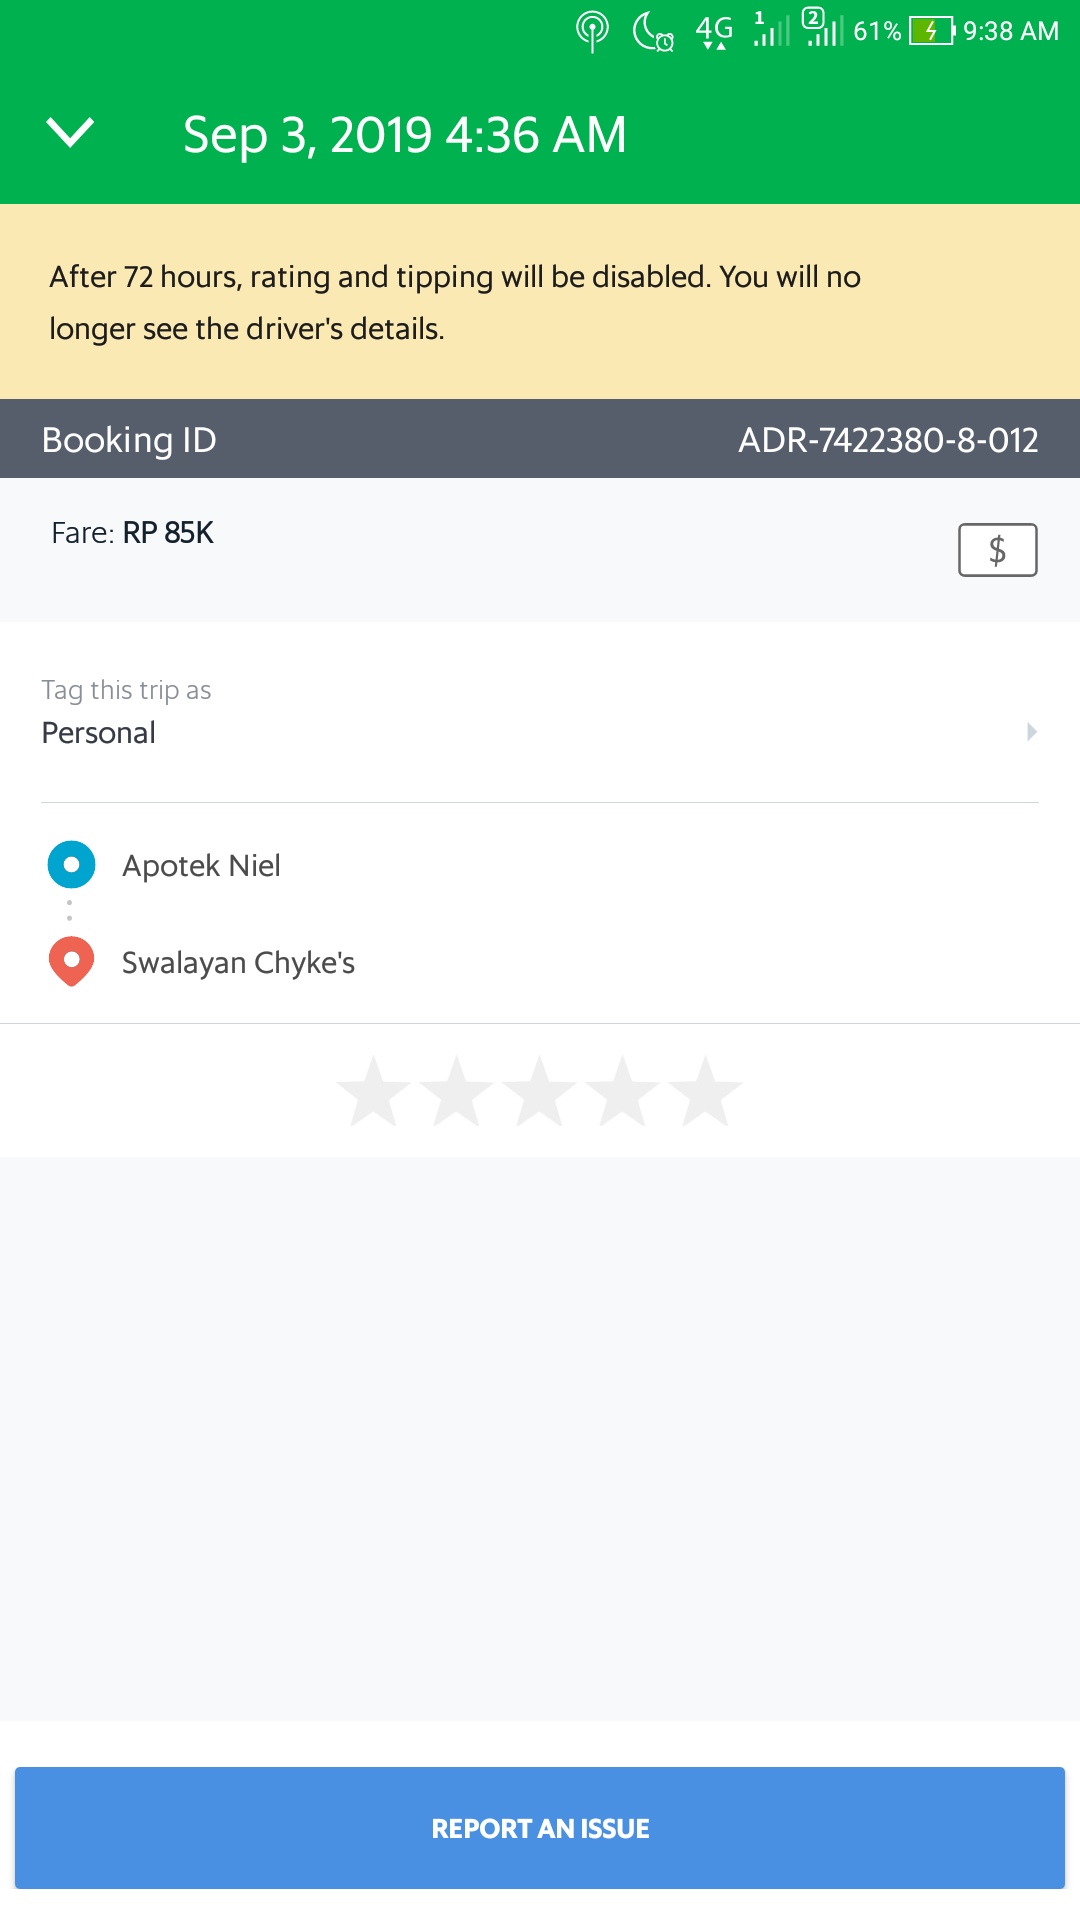 4G 1 2 61% 9:38 AM
Sep 3, 2019 4:36 AM
After 72 hours, rating and tipping will be disabled. You will no
longer see the driver's details.
Booking ID ADR-7422380-8-012
Fare: RP 85K
$
Tag this trip as
Personal
Apotek Niel
Swalayan Chyke's
REPORT AN ISSUE